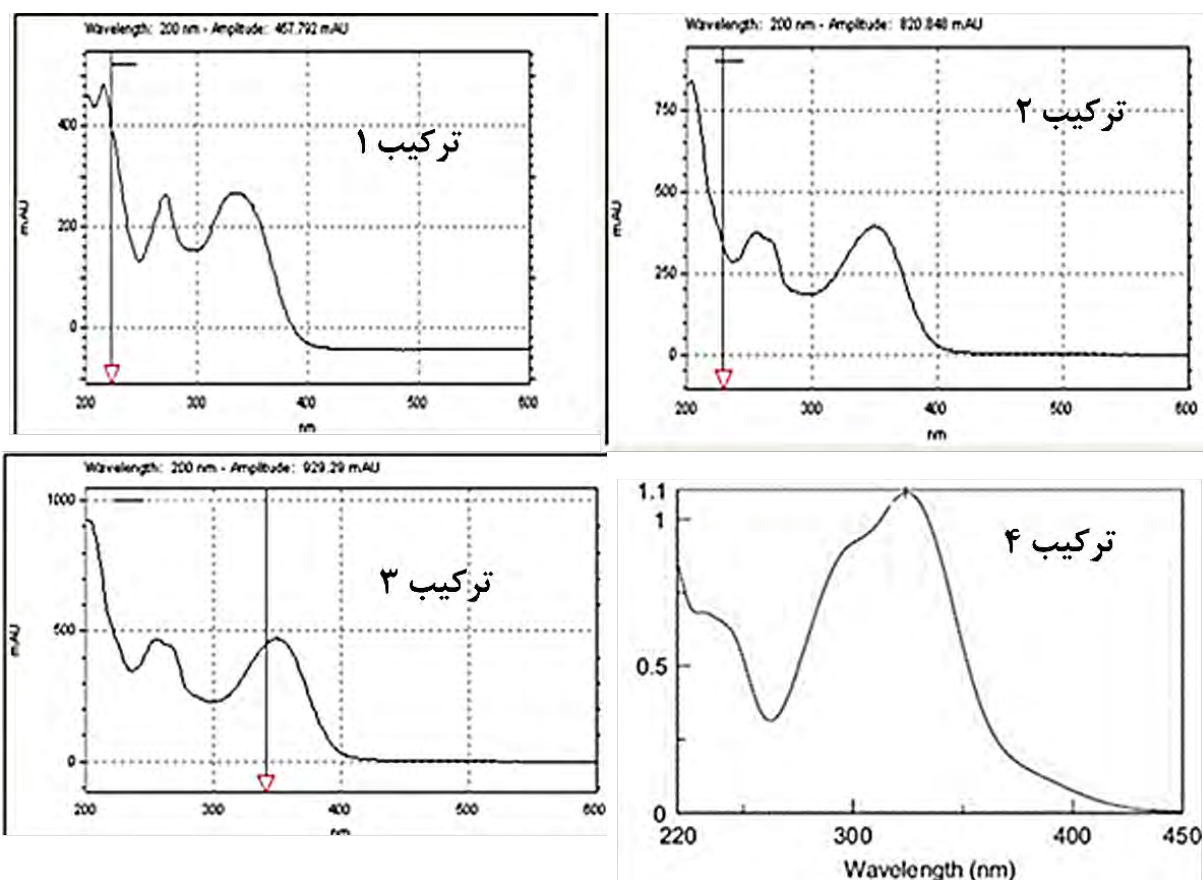 Wavelength: 200 nm - Amplitude: 467.792 mAU
mAU
400
200
0
ترکیب ۱
200 300 400 500 600
nm
Wavelength: 200 nm - Amplitude: 820.848 mAU
mAU
750
500
250
0
ترکیب ۲
200 300 400 500 600
nm
Wavelength: 200 nm - Amplitude: 929.29 mAU
mAU
1000
500
0
ترکیب ۳
200 300 400 500 600
nm
1.1
1
0.5
0
ترکیب ۴
220 300 400 450
Wavelength (nm)